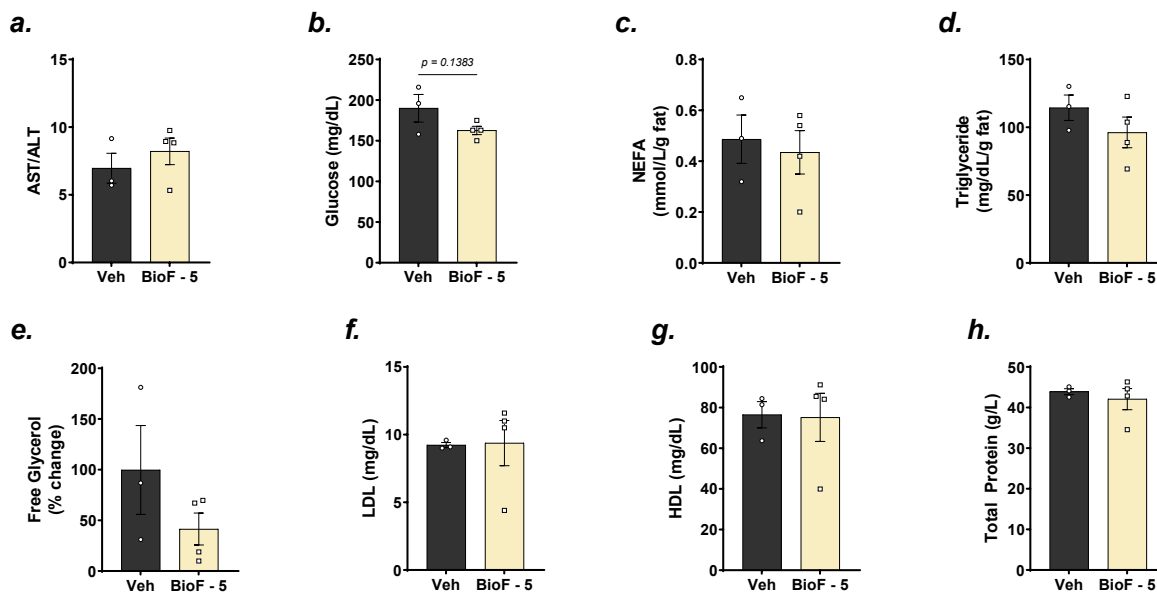 a.
AST/ALT
15
10
5
0
Veh BioF - 5
b.
Glucose (mg/dL)
250
200
150
100
50
0
p = 0.1383
Veh BioF - 5
c.
NEFA
(mmol/L/g fat)
0.8
0.6
0.4
0.2
0.0
Veh BioF - 5
d.
Triglyceride
(mg/dL/g fat)
150
100
50
0
Veh BioF - 5
e.
Free Glycerol
(% change)
200
150
100
50
0
Veh BioF - 5
f.
LDL (mg/dL)
15
10
5
0
Veh BioF - 5
g.
HDL (mg/dL)
100
80
60
40
20
0
Veh BioF - 5
h.
Total Protein (g/L)
50
40
30
20
10
0
Veh BioF - 5